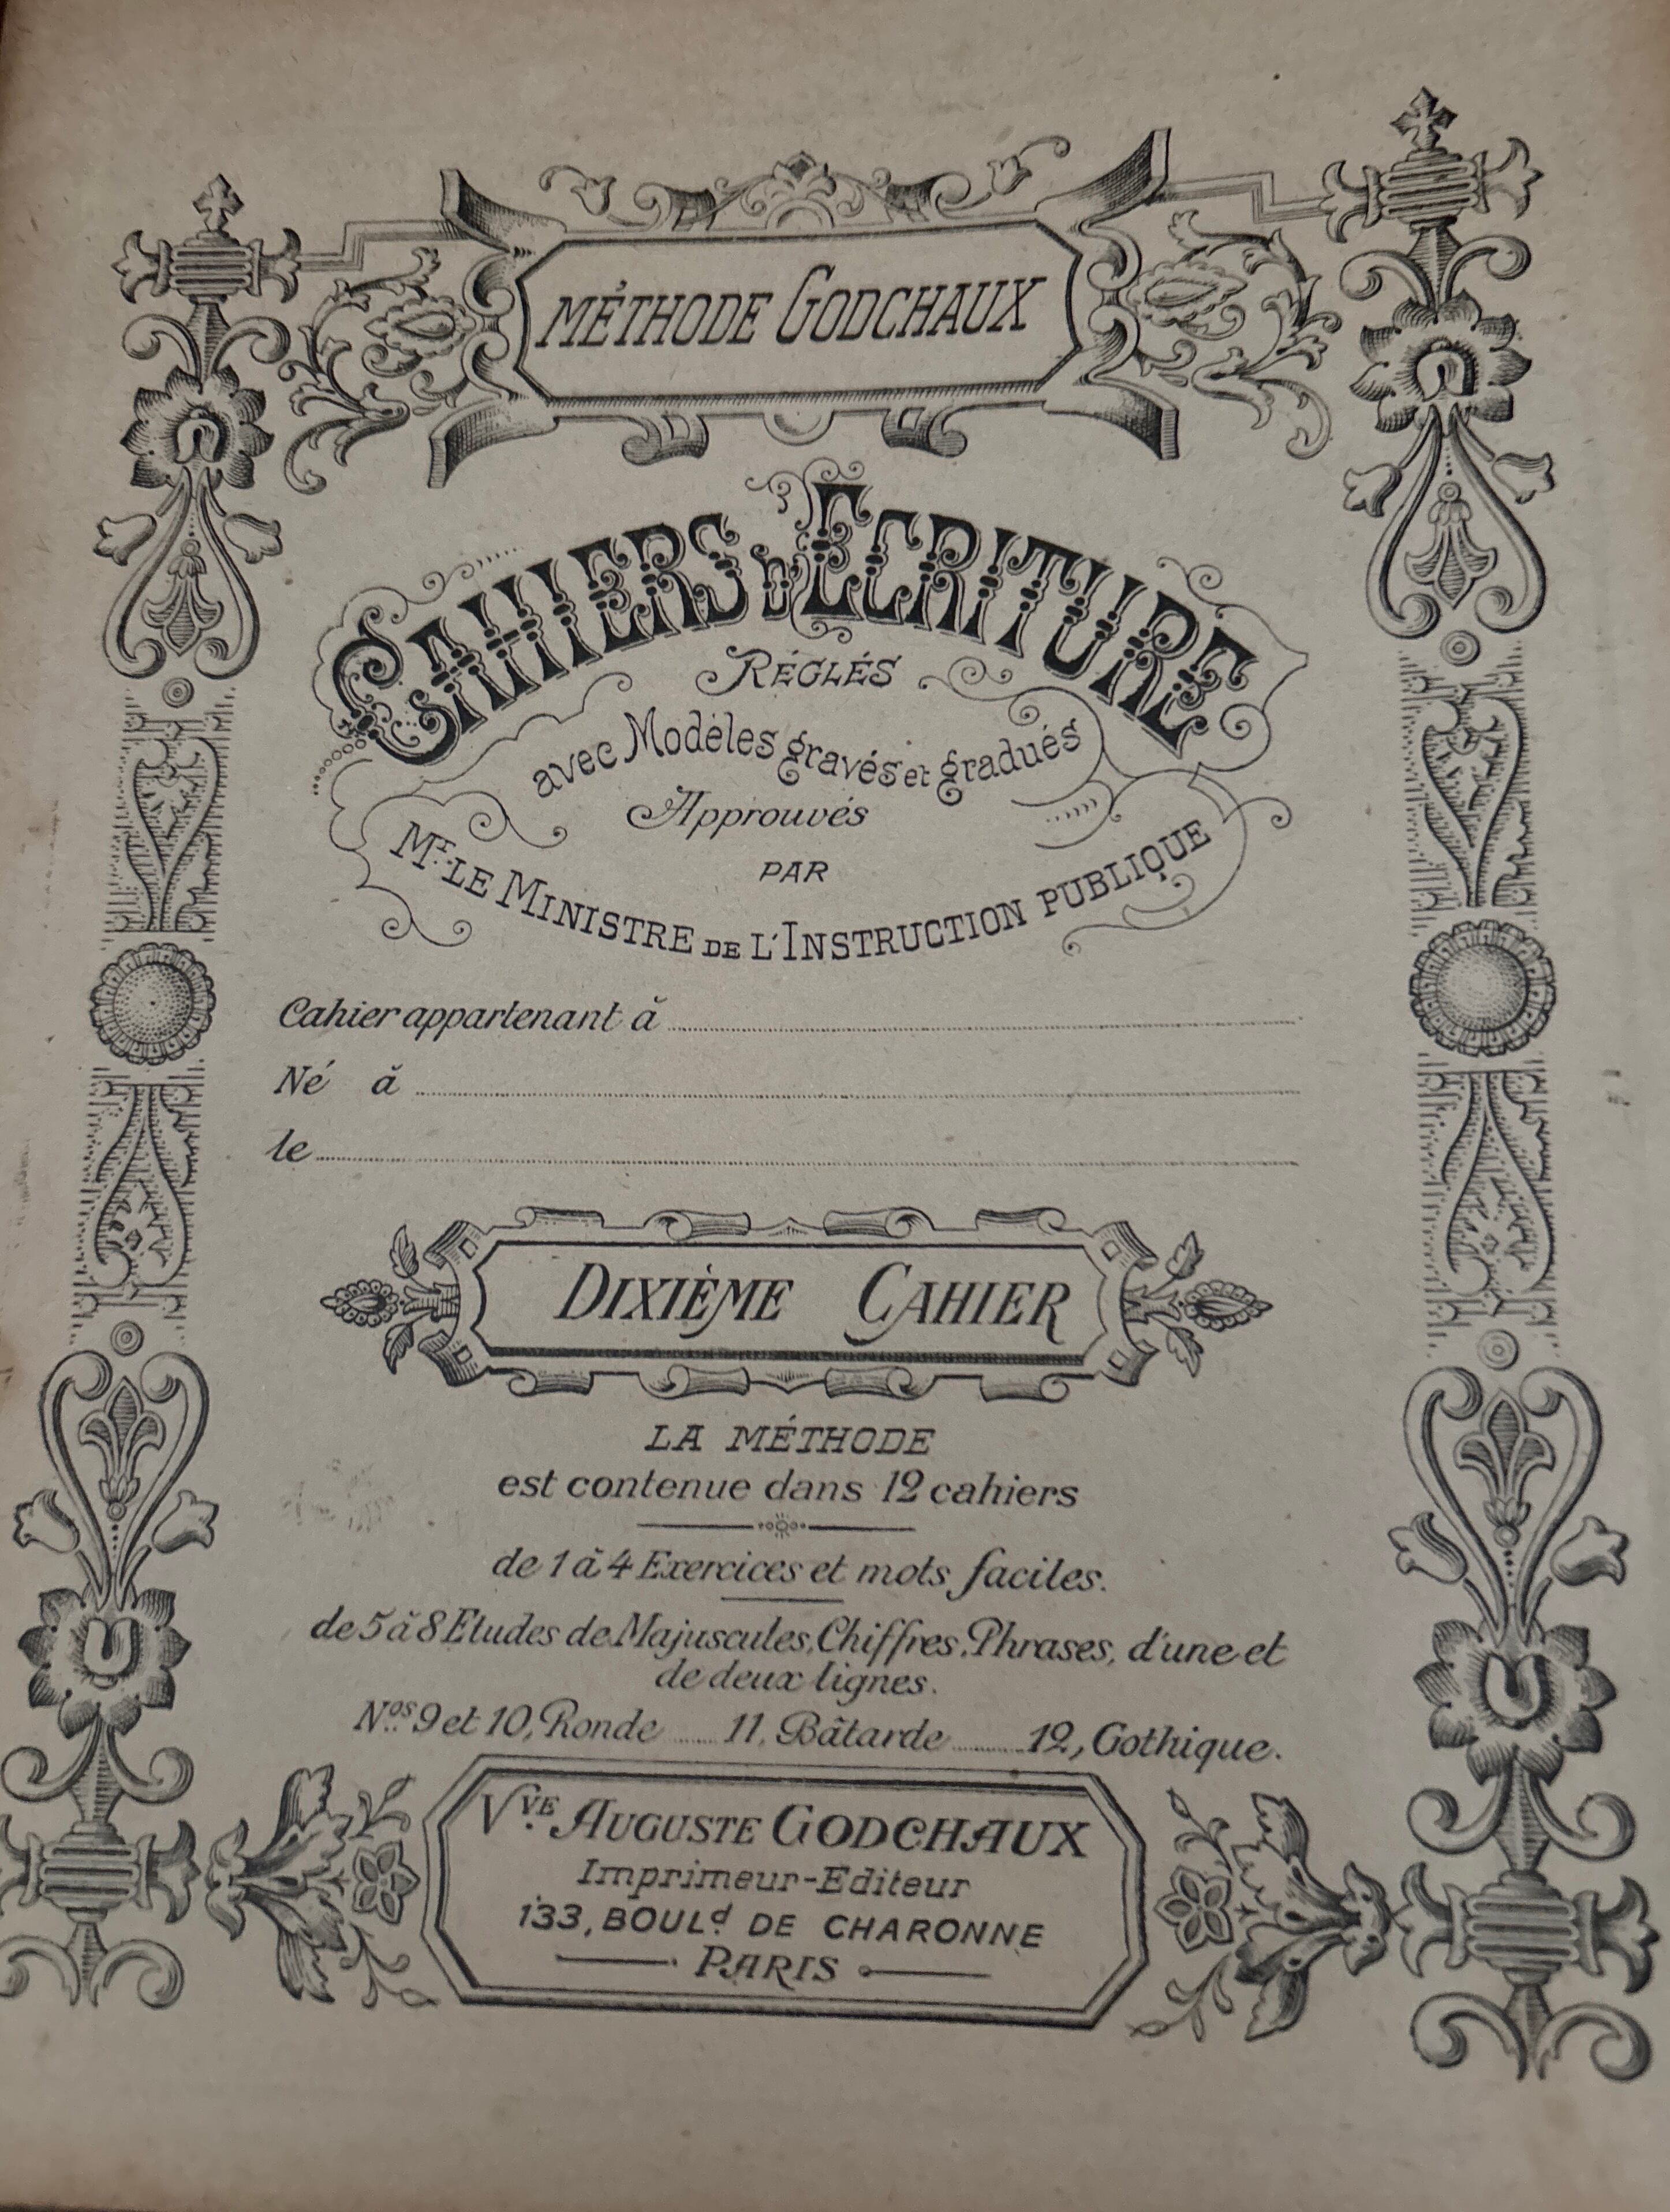 MÉTHODE GODCHAUX
CAHIERS D'ECRITURE
RÉGLÉS
avec Modèles gravés et gradués
Approuvés
PAR
Mr. LE MINISTRE DE L'INSTRUCTION PUBLIQUE
Cahier appartenant à
Né à
le
DIXIÈME CAHIER
LA MÉTHODE
est contenue dans 12 cahiers
de 1 à 4 Exercices et mots faciles.
de 5 à 8 Etudes de Majuscules, Chiffres, Phrases, d'une et
de deux lignes.
Nos. 9 et 10, Ronde ...... 11, Bâtarde ......... 12, Gothique.
Vve. AUGUSTE GODCHAUX
Imprimeur-Editeur
133, BOULd. DE CHARONNE
PARIS